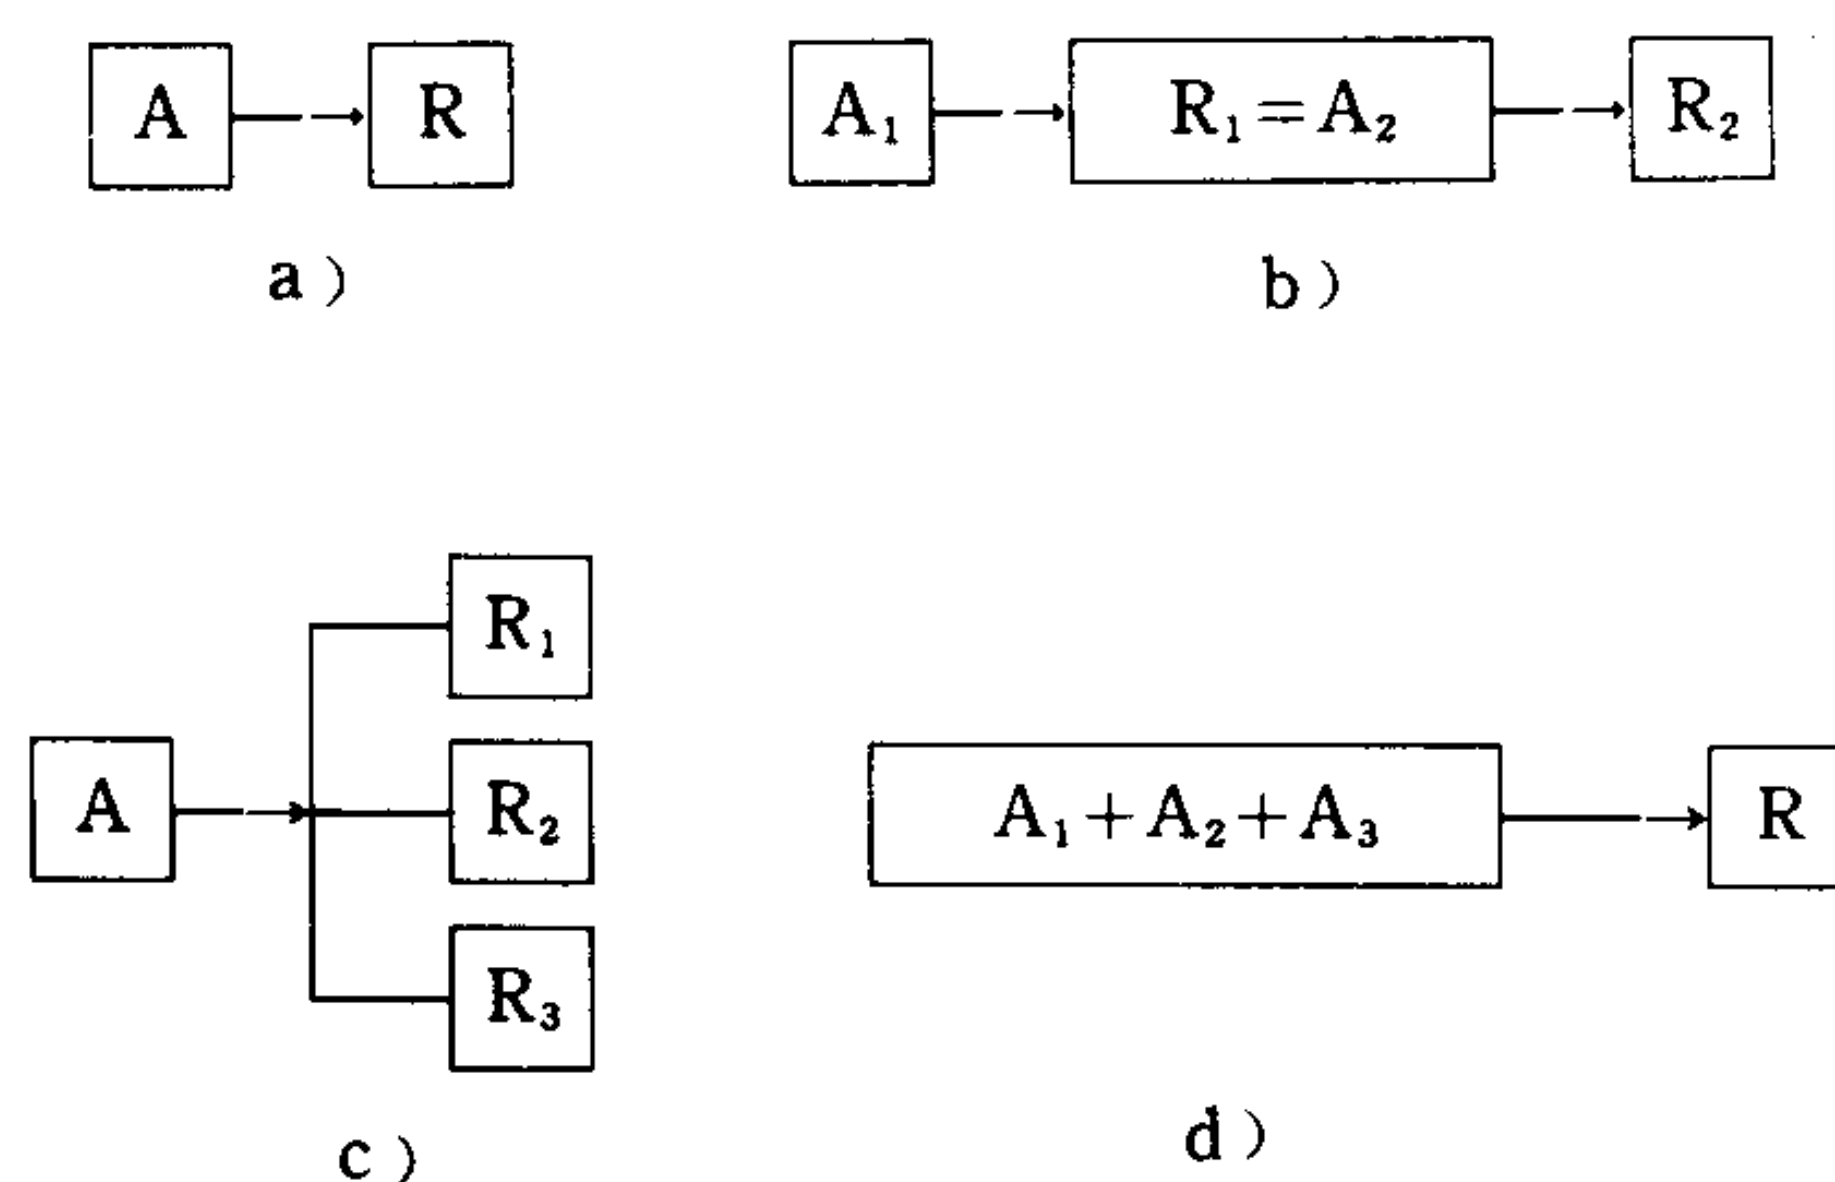 A R
A₁ R₁=A₂ R₂
a) b)
R₁
A R₂
R₃
A₁+A₂+A₃ R
c) d)